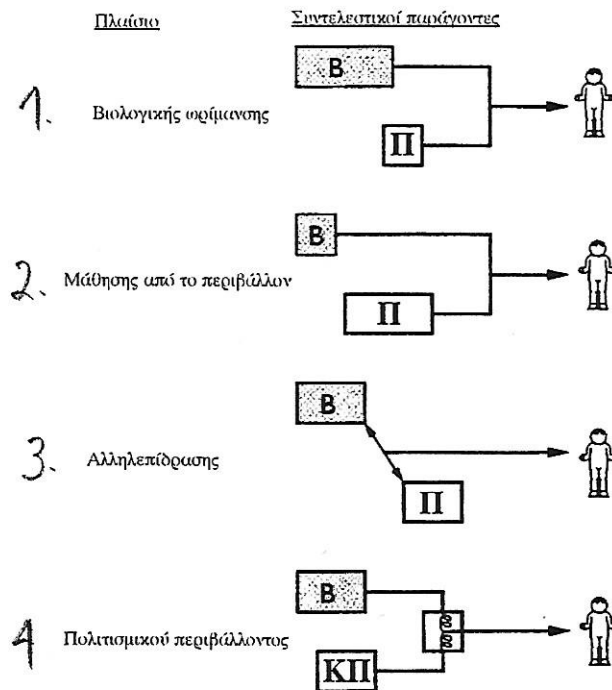 Πλαίσιο Συντελεστικοί παράγοντες
Β
1. Βιολογικής ωρίμανσης
Π
Β
2. Μάθησης από το περιβάλλον
Π
Β
3. Αλληλεπίδρασης
Π
Β
4 Πολιτισμικού περιβάλλοντος
ΚΠ